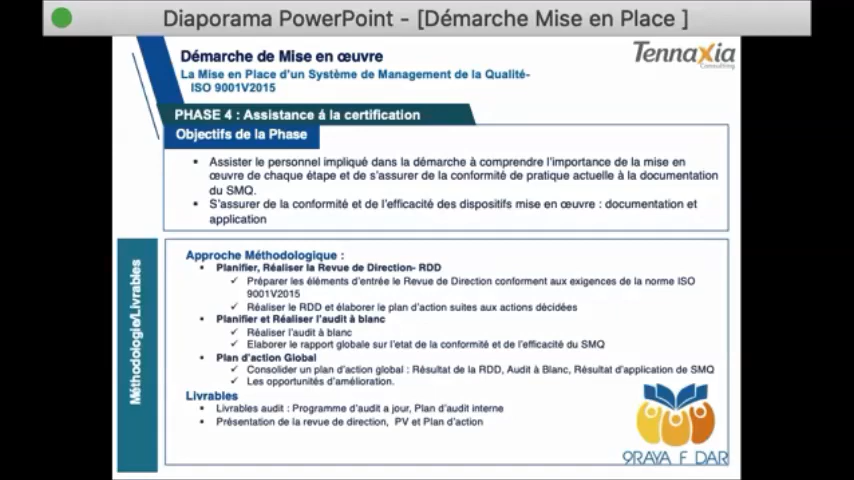 Diaporama PowerPoint - [Démarche Mise en Place ]
Démarche de Mise en œuvre
Tennaxia
Consulting
La Mise en Place d'un Système de Management de la Qualité-
ISO 9001V2015
PHASE 4 : Assistance á la certification
Objectifs de la Phase
▪ Assister le personnel impliqué dans la démarche à comprendre l'importance de la mise en
œuvre de chaque étape et de s'assurer de la conformité de pratique actuelle à la documentation
du SMQ.
▪ S'assurer de la conformité et de l'efficacité des dispositifs mise en œuvre : documentation et
application
Méthodologie/Livrables
Approche Méthodologique :
• Planifier, Réaliser la Revue de Direction- RDD
✓ Préparer les éléments d'entrée le Revue de Direction conforment aux exigences de la norme ISO
9001V2015
✓ Réaliser le RDD et élaborer le plan d'action suites aux actions décidées
• Planifier et Réaliser l'audit à blanc
✓ Réaliser l'audit à blanc
✓ Elaborer le rapport globale sur l'etat de la conformité et de l'efficacité du SMQ
• Plan d'action Global
✓ Consolider un plan d'action global : Résultat de la RDD, Audit à Blanc, Résultat d'application de SMQ
✓ Les opportunités d'amélioration.
Livrables
• Livrables audit : Programme d'audit a jour, Plan d'audit interne
• Présentation de la revue de direction, PV et Plan d'action
9RAYA F DAR